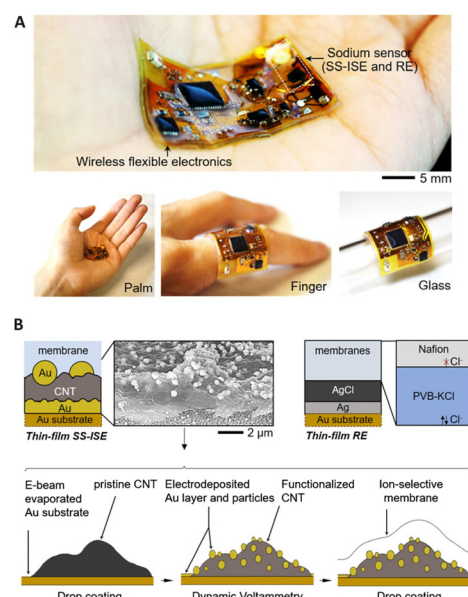 A
Sodium sensor
(SS-ISE and RE)
Wireless flexible electronics
5 mm
Palm
Finger
Glass
B
membrane
Au
CNT
Au
Au substrate
Thin-film SS-ISE
2 μm
membranes
AgCl
Ag
Au substrate
Thin-film RE
Nafion
Cl-
PVB-KCl
Cl-
E-beam
evaporated
Au substrate
pristine CNT
Electrodeposited
Au layer and particles
Functionalized
CNT
Ion-selective
membrane
Drop coating
Dynamic Voltammetry
Drop coating